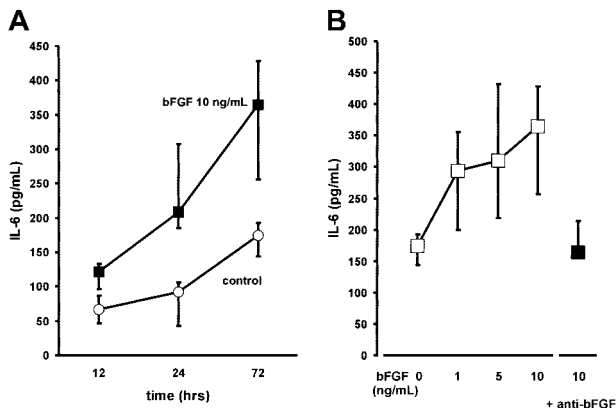 A
450
400
350
300
250
200
150
100
50
0
IL-6 (pg/mL)
bFGF 10 ng/mL
control
12 24 72
time (hrs)
B
500
450
400
350
300
250
200
150
100
50
0
IL-6 (pg/mL)
bFGF 0 1 5 10 10
(ng/mL)
+ anti-bFGF